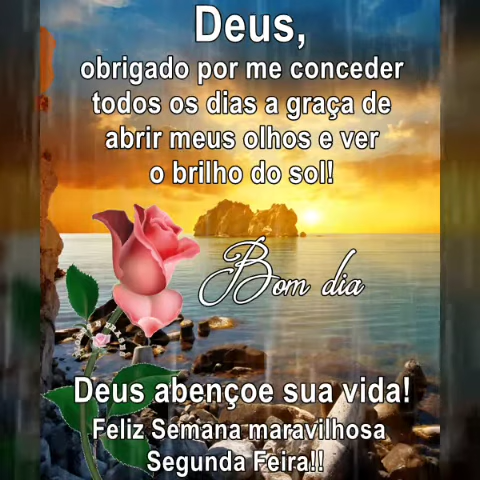 Deus,
obrigado por me conceder
todos os dias a graça de
abrir meus olhos e ver
o brilho do sol!
Bom dia
Deus abençoe sua vida!
Feliz Semana maravilhosa
Segunda Feira!!